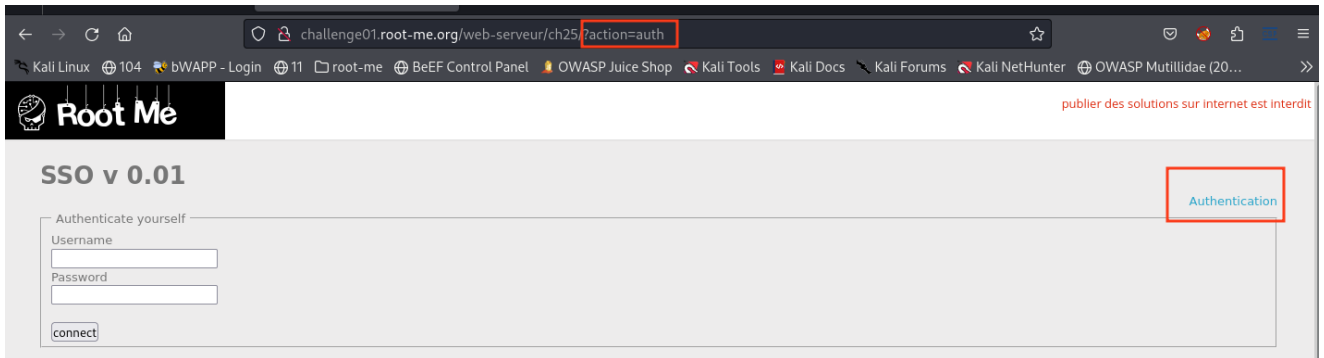 challenge01.root-me.org/web-serveur/ch25/?action=auth
Kali Linux 104 bWAPP - Login 11 root-me BeEF Control Panel OWASP Juice Shop Kali Tools Kali Docs Kali Forums Kali NetHunter OWASP Mutillidae (20...
Root Me
publier des solutions sur internet est interdit
SSO v 0.01
Authentication
Authenticate yourself
Username
Password
connect